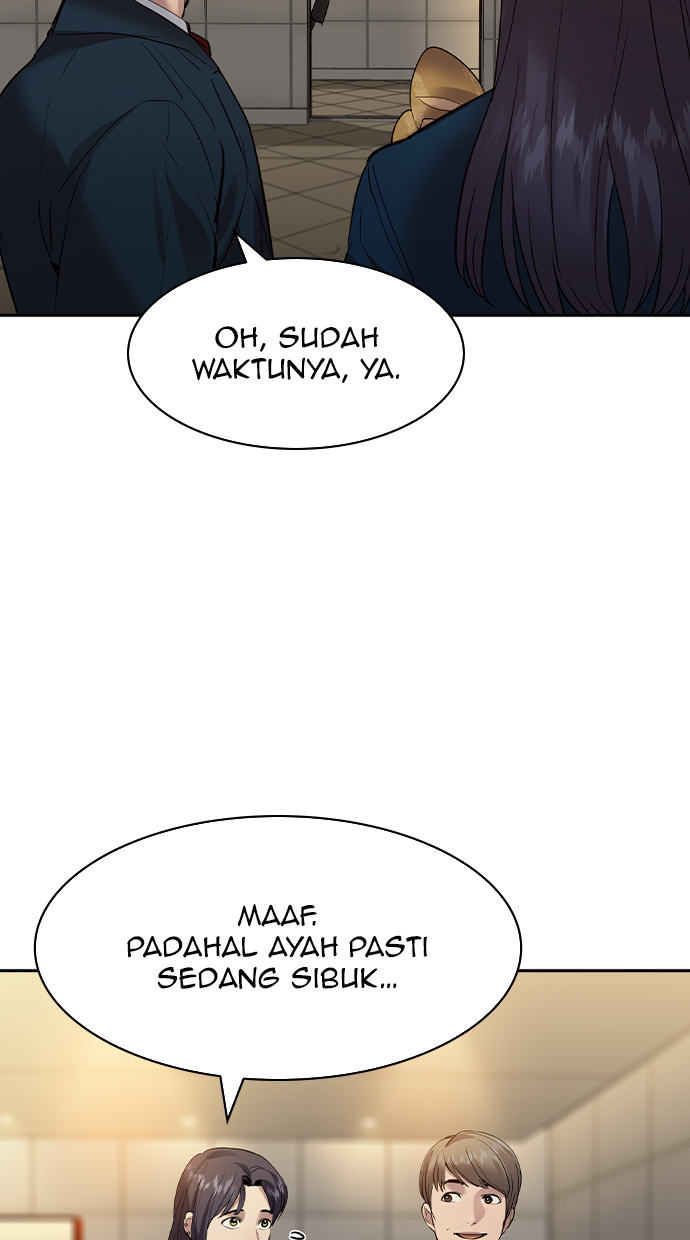 OH, SUDAH
WAKTUNYA, YA.
MAAF.
PADAHAL AYAH PASTI
SEDANG SIBUK...